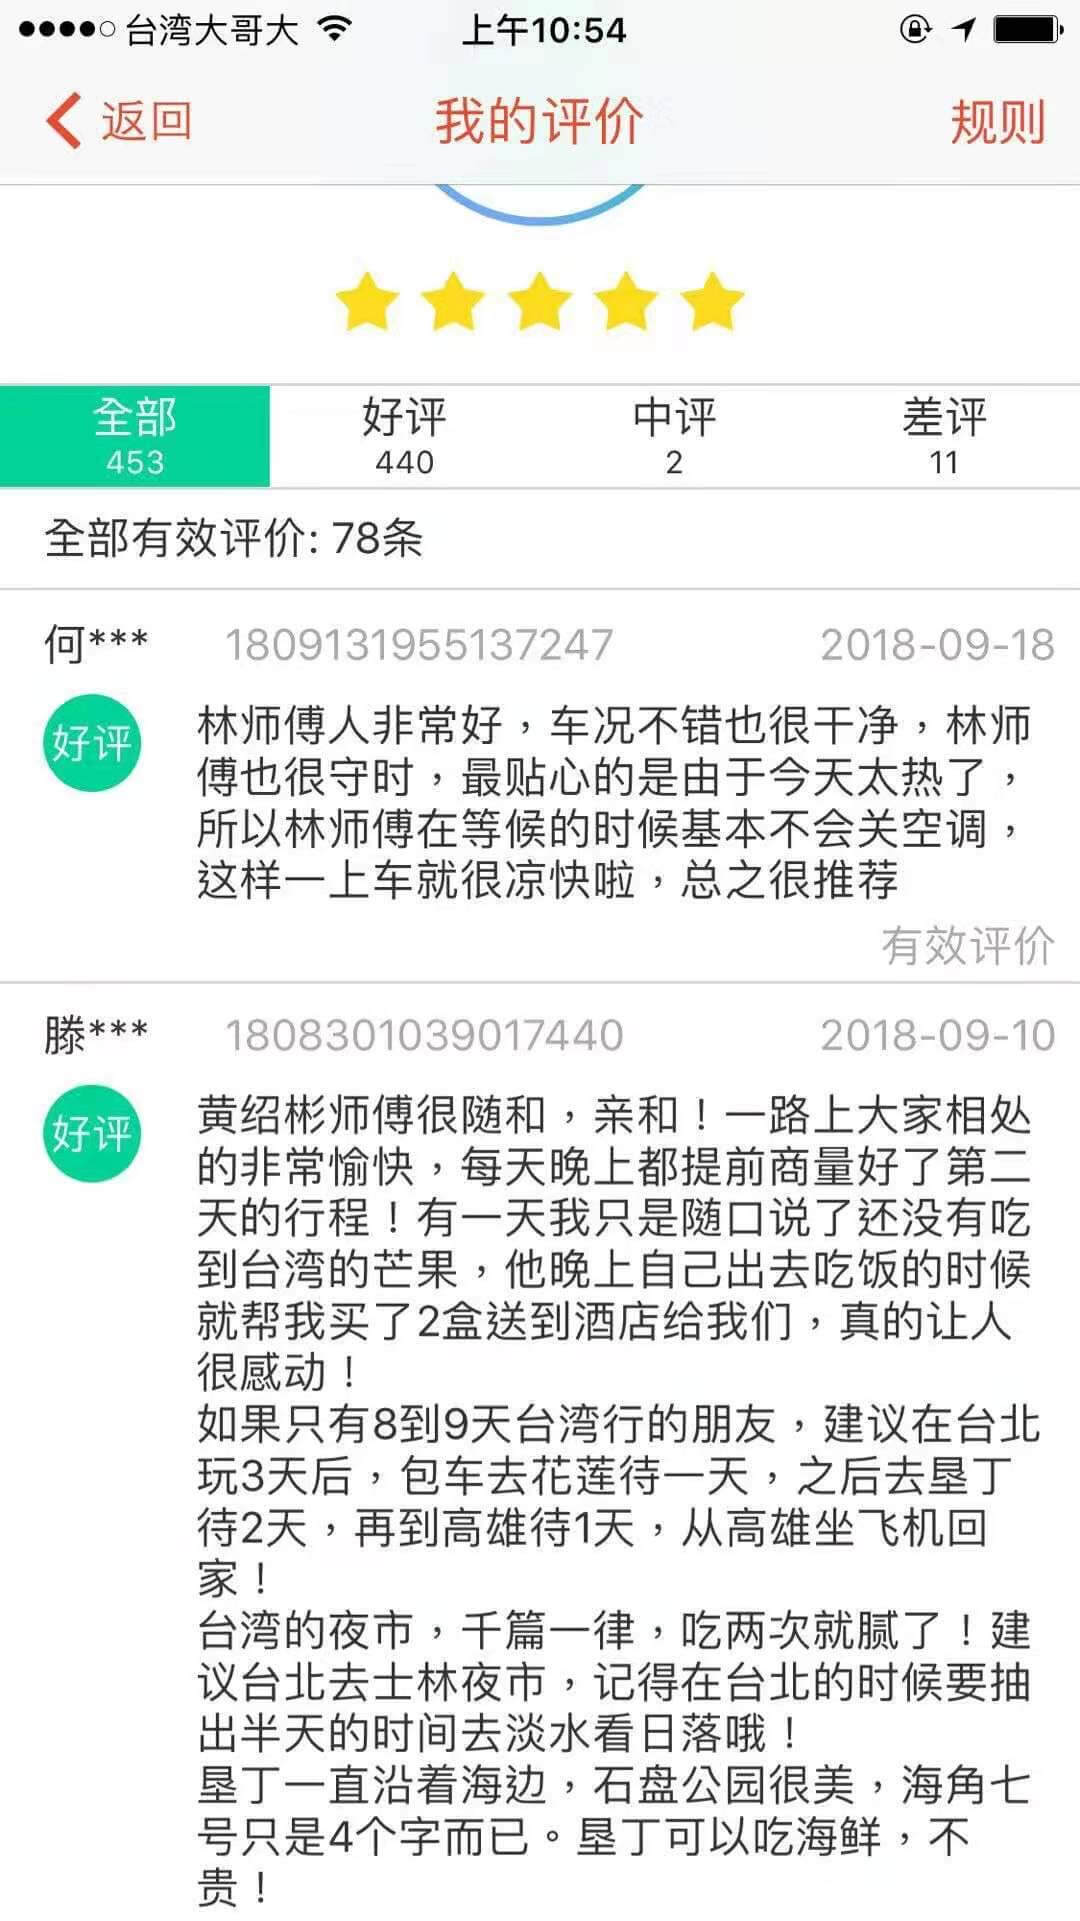 台湾大哥大
上午10:54
返回
我的评价
规则
全部
453
好评
440
中评
2
差评
11
全部有效评价: 78条
何***
1809131955137247
2018-09-18
好评
林师傅人非常好，车况不错也很干净，林师
傅也很守时，最贴心的是由于今天太热了，
所以林师傅在等候的时候基本不会关空调，
这样一上车就很凉快啦，总之很推荐
有效评价
滕***
1808301039017440
2018-09-10
好评
黄绍彬师傅很随和，亲和！一路上大家相处
的非常愉快，每天晚上都提前商量好了第二
天的行程！有一天我只是随口说了还没有吃
到台湾的芒果，他晚上自己出去吃饭的时候
就帮我买了2盒送到酒店给我们，真的让人
很感动！
如果只有8到9天台湾行的朋友，建议在台北
玩3天后，包车去花莲待一天，之后去垦丁
待2天，再到高雄待1天，从高雄坐飞机回
家！
台湾的夜市，千篇一律，吃两次就腻了！建
议台北去士林夜市，记得在台北的时候要抽
出半天的时间去淡水看日落哦！
垦丁一直沿着海边，石盘公园很美，海角七
号只是4个字而已。垦丁可以吃海鲜，不
贵！